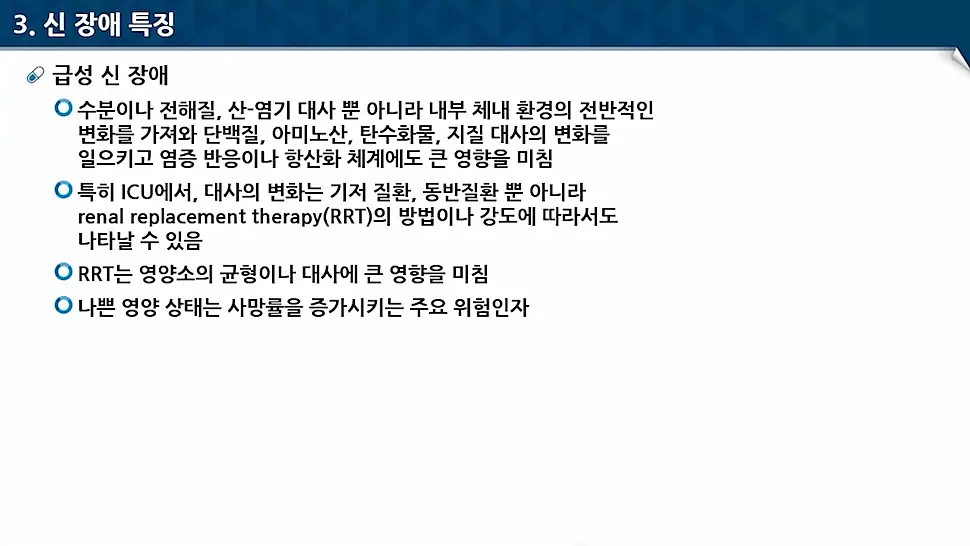 3. 신 장애 특징
급성 신 장애
수분이나 전해질, 산-염기 대사 뿐 아니라 내부 체내 환경의 전반적인
변화를 가져와 단백질, 아미노산, 탄수화물, 지질 대사의 변화를
일으키고 염증 반응이나 항산화 체계에도 큰 영향을 미침
특히 ICU에서, 대사의 변화는 기저 질환, 동반질환 뿐 아니라
renal replacement therapy(RRT)의 방법이나 강도에 따라서도
나타날 수 있음
RRT는 영양소의 균형이나 대사에 큰 영향을 미침
나쁜 영양 상태는 사망률을 증가시키는 주요 위험인자